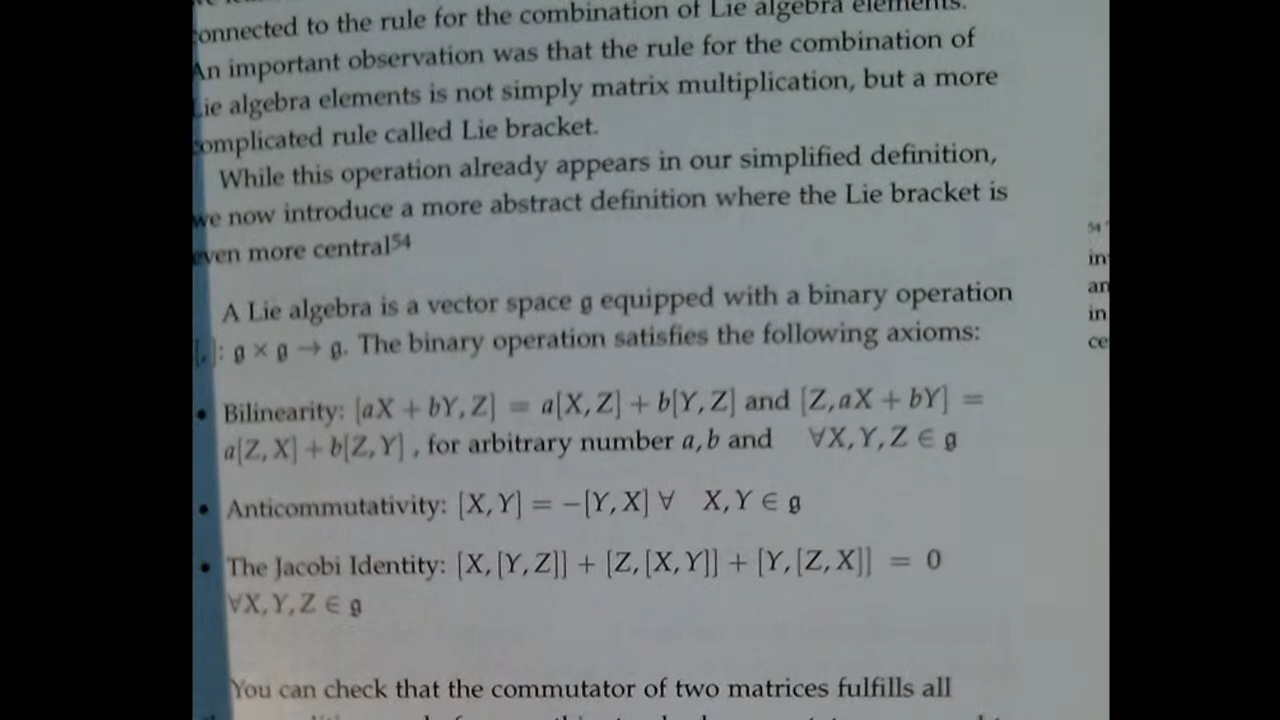 onnected to the rule for the combination of Lie algebra elements.
An important observation was that the rule for the combination of
Lie algebra elements is not simply matrix multiplication, but a more
complicated rule called Lie bracket.
While this operation already appears in our simplified definition,
we now introduce a more abstract definition where the Lie bracket is
even more central⁵⁴
A Lie algebra is a vector space 𝔤 equipped with a binary operation
[,]: 𝔤 × 𝔤 → 𝔤. The binary operation satisfies the following axioms:
• Bilinearity: [aX + bY, Z] = a[X, Z] + b[Y, Z] and [Z, aX + bY] =
a[Z, X] + b[Z, Y] , for arbitrary number a, b and ∀X, Y, Z ∈ 𝔤
• Anticommutativity: [X, Y] = −[Y, X] ∀ X, Y ∈ 𝔤
• The Jacobi Identity: [X, [Y, Z]] + [Z, [X, Y]] + [Y, [Z, X]] = 0
∀X, Y, Z ∈ 𝔤
You can check that the commutator of two matrices fulfills all
54
in
an
in
ce